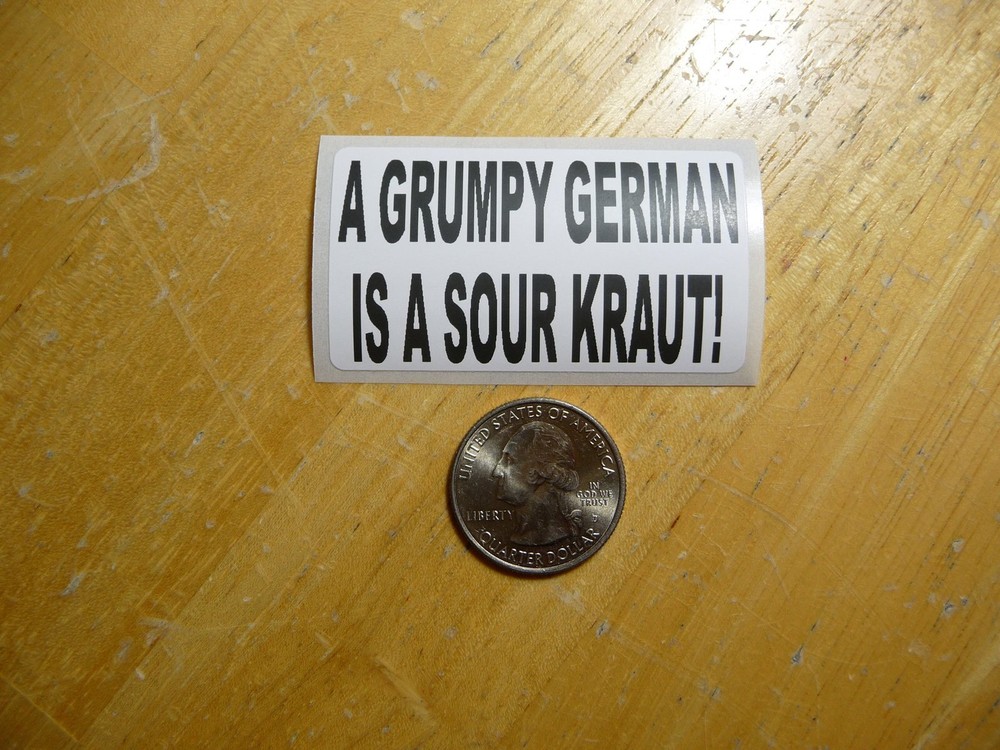 A GRUMPY GERMAN
IS A SOUR KRAUT!
UNITED STATES OF AMERICA
IN
GOD WE
TRUST
LIBERTY
QUARTER DOLLAR